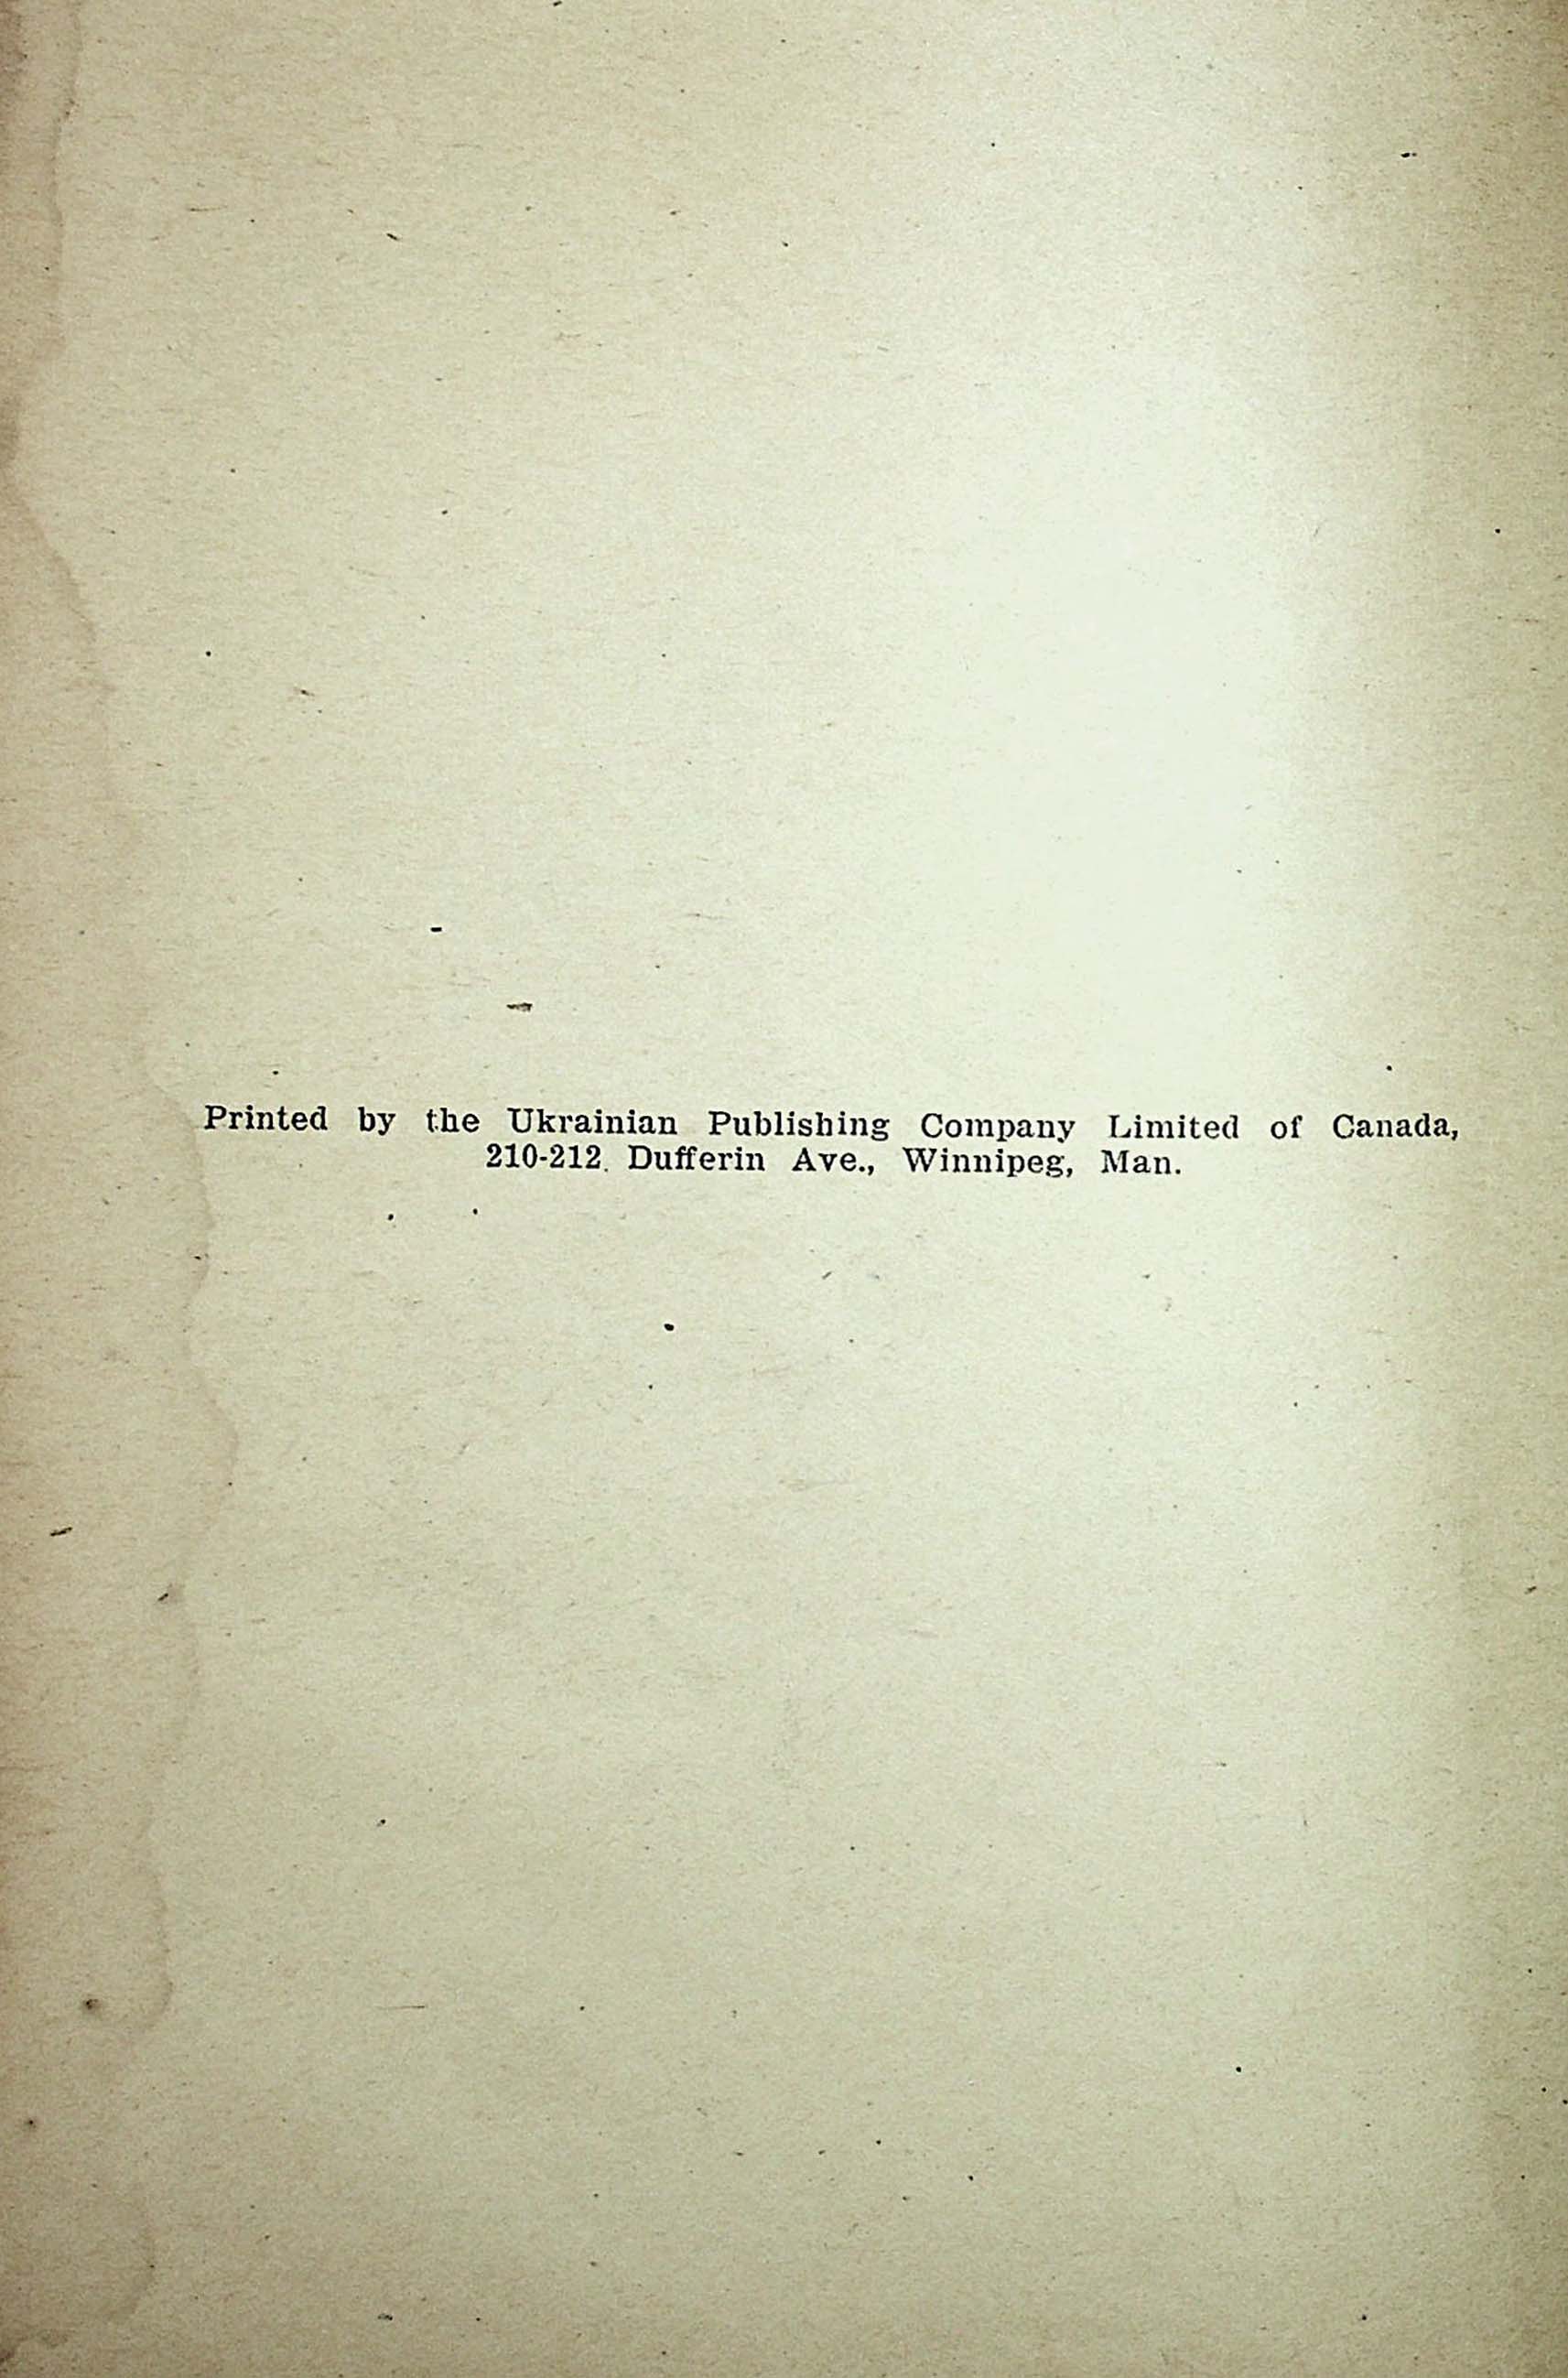 Printed by the Ukrainian Publishing Company Limited of Canada,
210-212. Dufferin Ave., Winnipeg, Man.